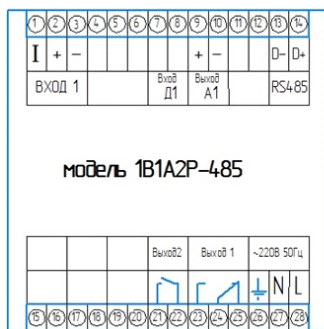 1 2 3 4 5 6 7 8 9 10 11 12 13 14
I + − + − D- D+
ВХОД 1 Вход Д1 Выход А1 RS485
модель 1В1А2Р-485
Выход2 Выход 1 ~220В 50Гц
N L
15 16 17 18 19 20 21 22 23 24 25 26 27 28